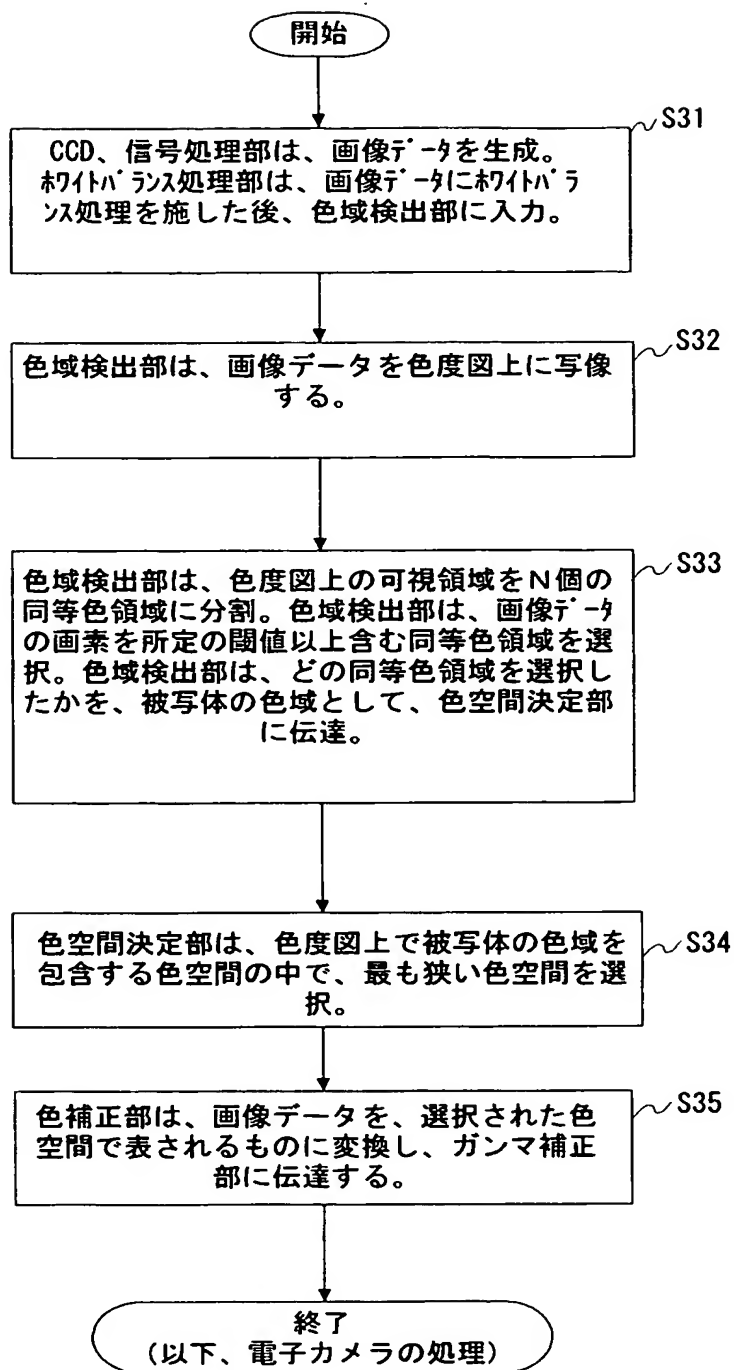 開始
S31
CCD、信号処理部は、画像ﾃﾞｰﾀを生成。
ﾎﾜｲﾄﾊﾞﾗﾝｽ処理部は、画像ﾃﾞｰﾀにﾎﾜｲﾄﾊﾞﾗ
ﾝｽ処理を施した後、色域検出部に入力。
S32
色域検出部は、画像データを色度図上に写像
する。
S33
色域検出部は、色度図上の可視領域をＮ個の
同等色領域に分割。色域検出部は、画像ﾃﾞｰﾀ
の画素を所定の閾値以上含む同等色領域を選
択。色域検出部は、どの同等色領域を選択し
たかを、被写体の色域として、色空間決定部
に伝達。
S34
色空間決定部は、色度図上で被写体の色域を
包含する色空間の中で、最も狭い色空間を選
択。
S35
色補正部は、画像データを、選択された色
空間で表されるものに変換し、ガンマ補正
部に伝達する。
終了
(以下、電子カメラの処理)